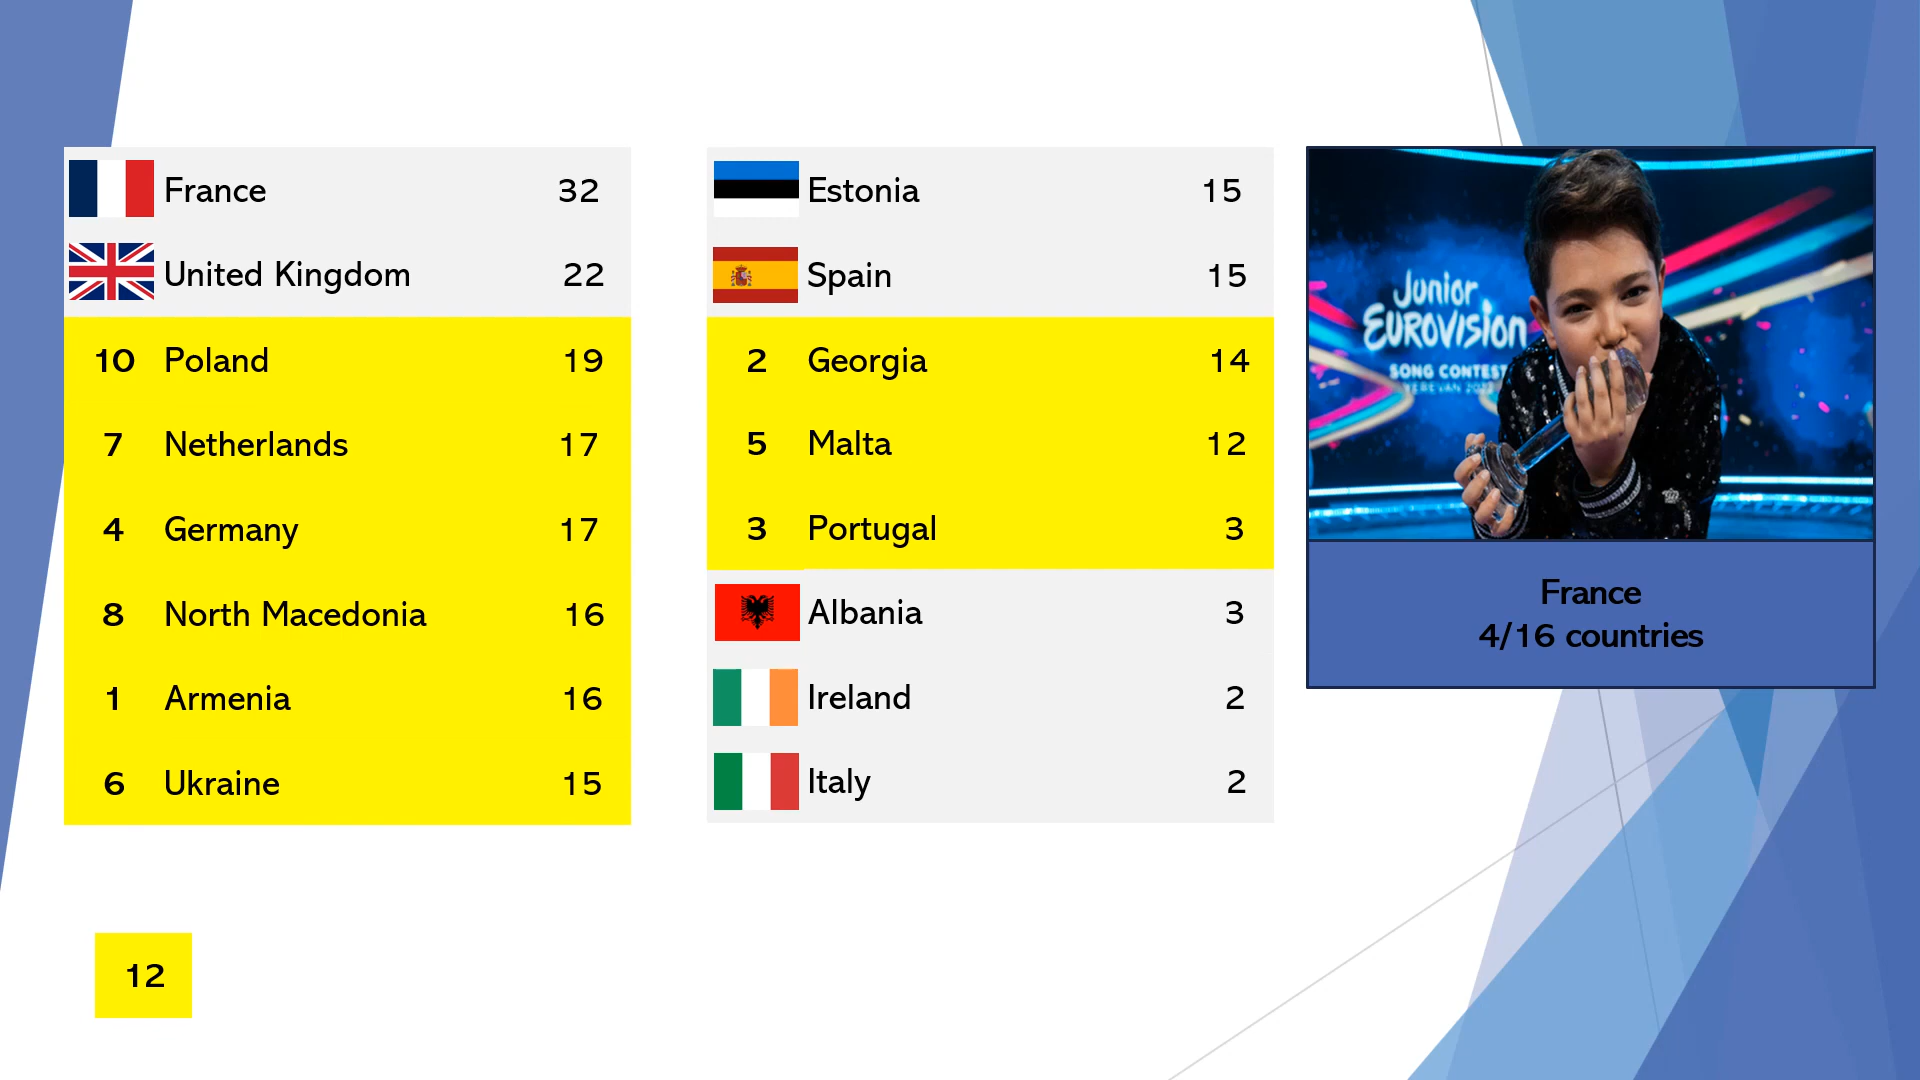 France 32
United Kingdom 22
10 Poland 19
7 Netherlands 17
4 Germany 17
8 North Macedonia 16
1 Armenia 16
6 Ukraine 15
12
Estonia 15
Spain 15
2 Georgia 14
5 Malta 12
3 Portugal 3
Albania 3
Ireland 2
Italy 2
Junior
EUROVISION
SONG CONTEST
YEREVAN 2022
France
4/16 countries